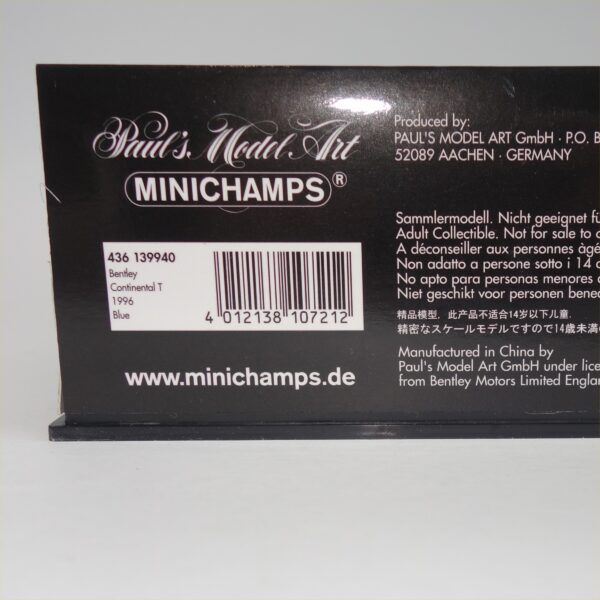 Paul's Model Art
MINICHAMPS®
436 139940
Bentley
Continental T
1996
Blue
4 012138 107212
www.minichamps.de
Produced by:
PAUL'S MODEL ART GmbH · P.O. B
52089 AACHEN · GERMANY
Sammlermodell. Nicht geeignet fü
Adult Collectible. Not for sale to c
A déconseiller aux personnes âgé
Non adatto a persone sotto i 14 a
No apto para personas menores d
Niet geschikt voor personen bene
精品模型，此产品不适合14岁以下儿童.
精密なスケールモデルですので14歳未満の
Manufactured in China by
Paul's Model Art GmbH under lice
from Bentley Motors Limited Englan